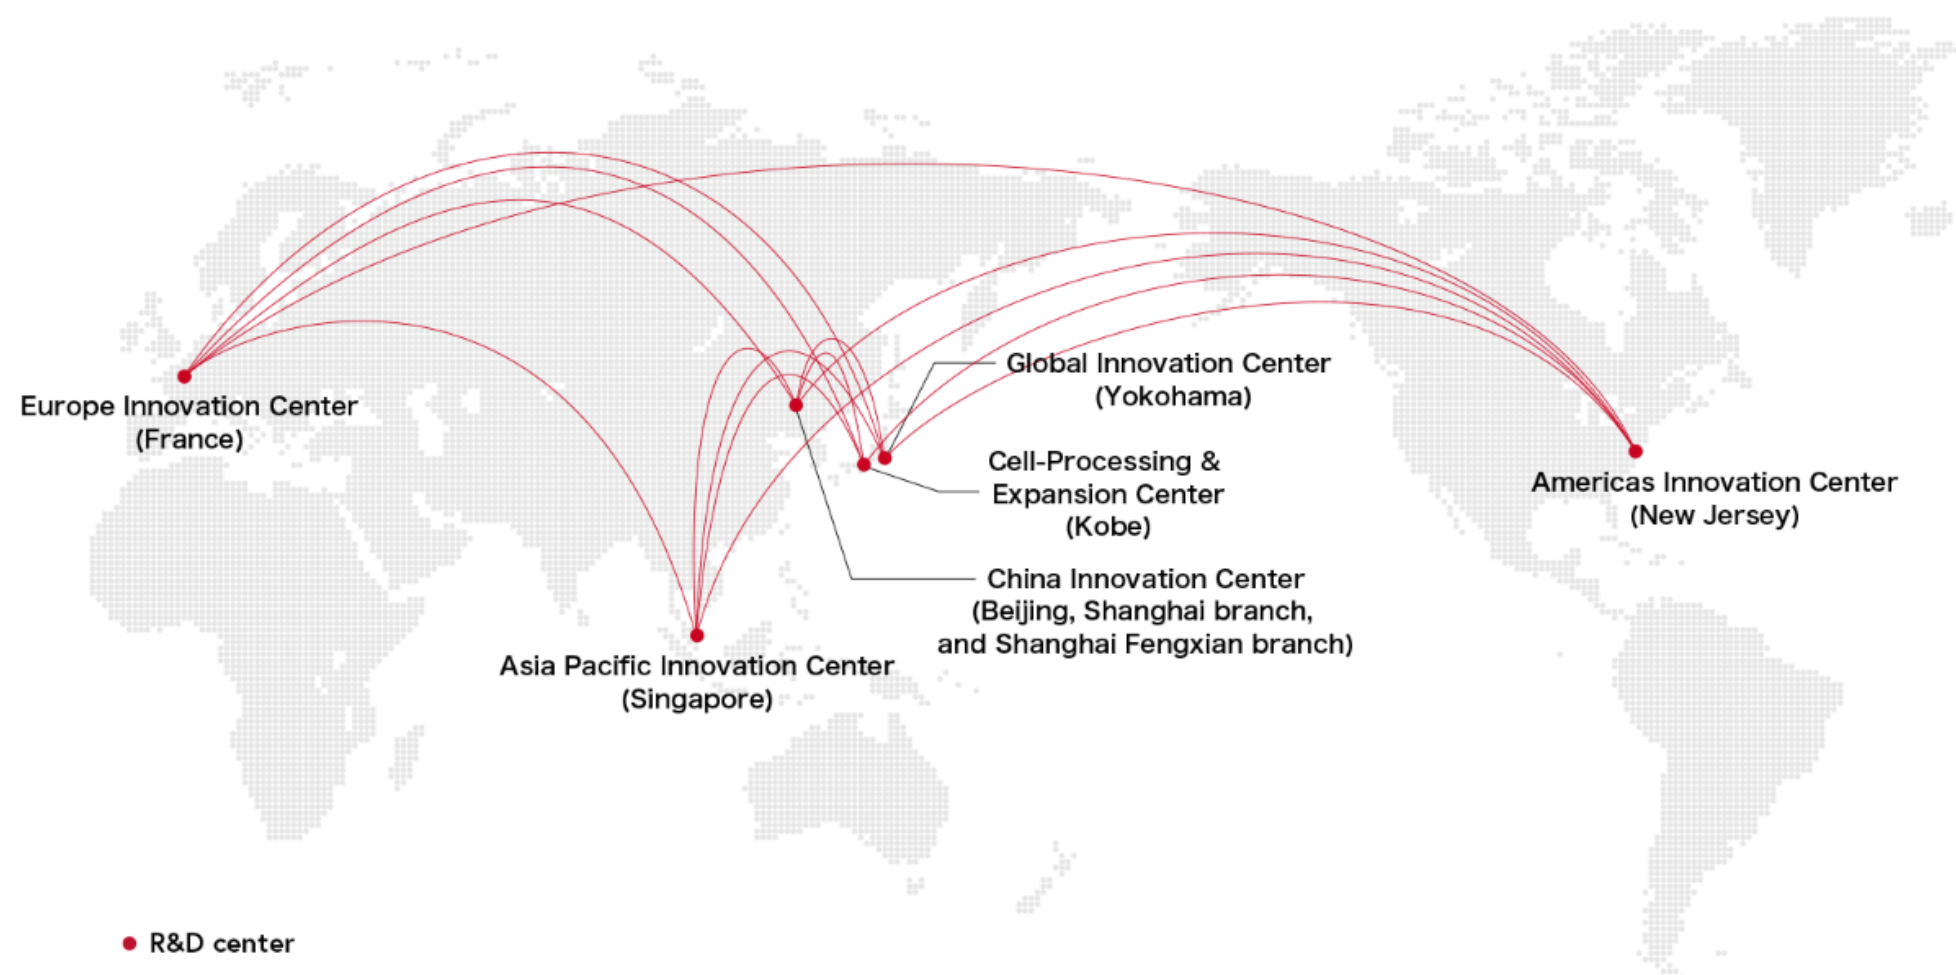 Global Innovation Center
(Yokohama)
Europe Innovation Center
(France)
Cell-Processing &
Expansion Center
(Kobe)
Americas Innovation Center
(New Jersey)
China Innovation Center
(Beijing, Shanghai branch,
and Shanghai Fengxian branch)
Asia Pacific Innovation Center
(Singapore)
R&D center